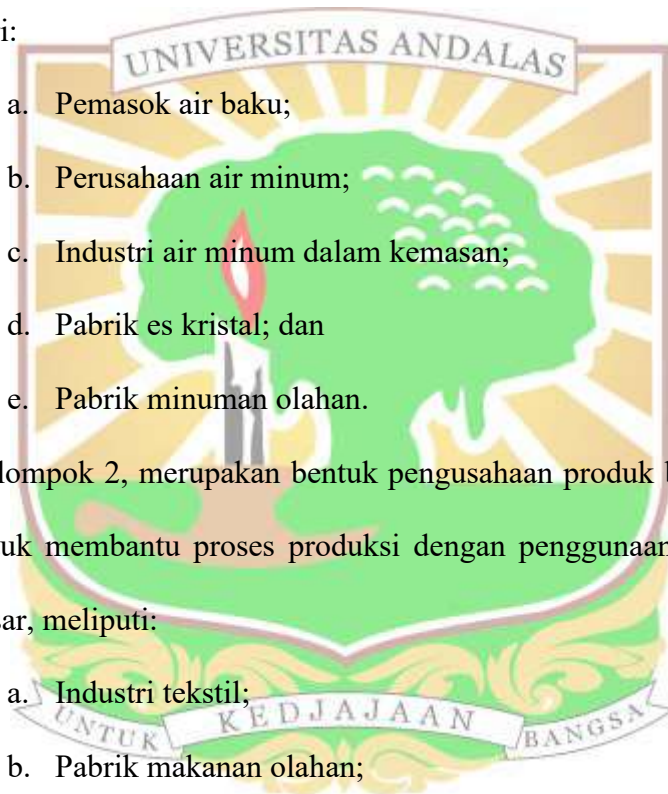 i:
UNIVERSITAS ANDALAS
a. Pemasok air baku;
b. Perusahaan air minum;
c. Industri air minum dalam kemasan;
d. Pabrik es kristal; dan
e. Pabrik minuman olahan.
lompok 2, merupakan bentuk pengusahaan produk b
uk membantu proses produksi dengan penggunaan
sar, meliputi:
a. Industri tekstil;
UNTUK KEDJAJAAN BANGSA
b. Pabrik makanan olahan;